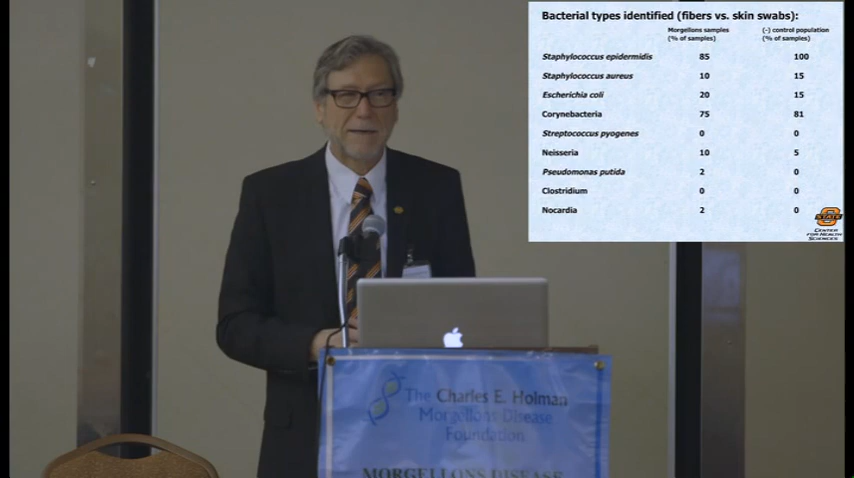 Bacterial types identified (fibers vs. skin swabs):
Morgellons samples (% of samples)
(-) control population (% of samples)
Staphylococcus epidermidis 85 100
Staphylococcus aureus 10 15
Escherichia coli 20 15
Corynebacteria 75 81
Streptococcus pyogenes 0 0
Neisseria 10 5
Pseudomonas putida 2 0
Clostridium 0 0
Nocardia 2 0
STATE
CENTER
FOR HEALTH
SCIENCES
The Charles E. Holman
Morgellons Disease
Foundation
MORGELLONS DISEASE